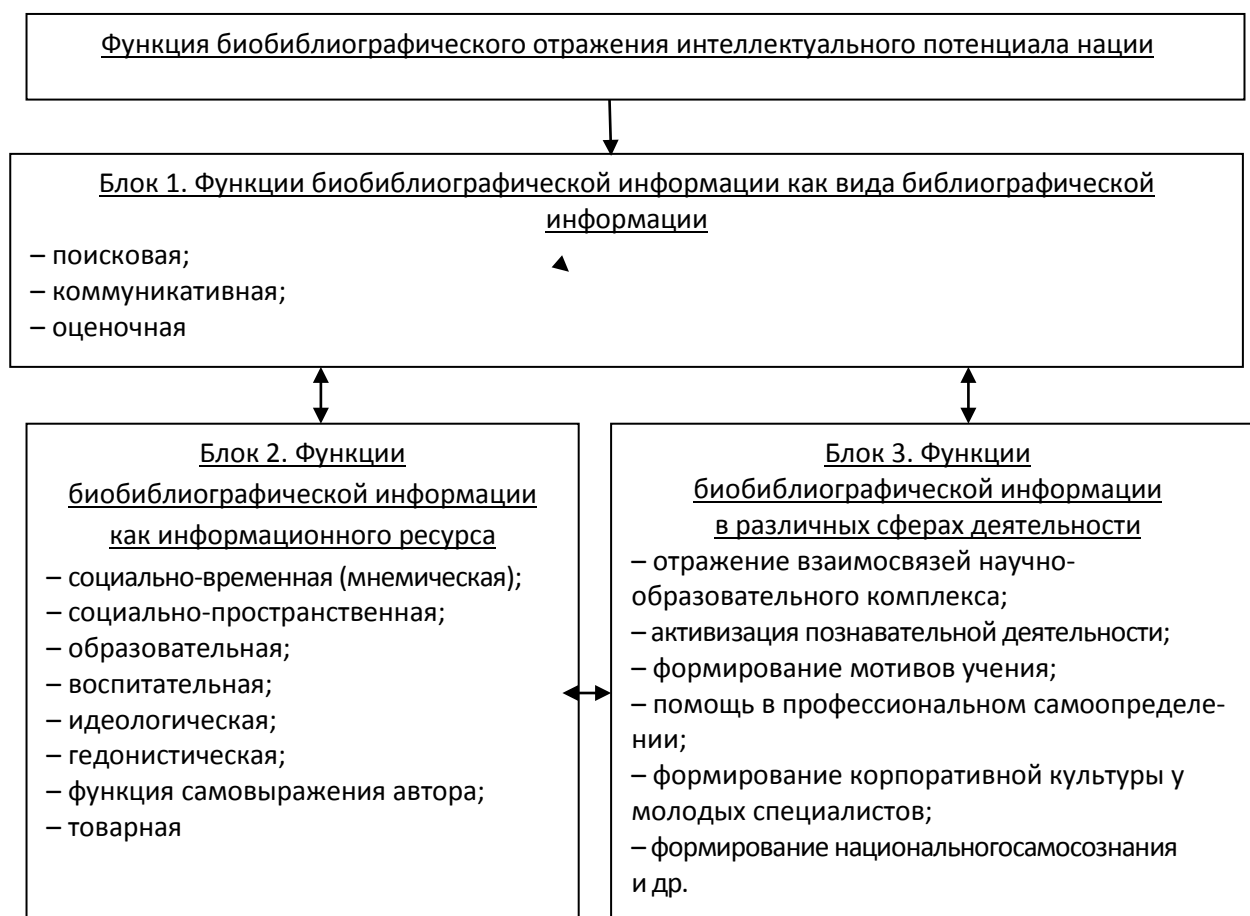 Функция биобиблиографического отражения интеллектуального потенциала нации
Блок 1. Функции биобиблиографической информации как вида библиографической
информации
– поисковая;
– коммуникативная;
– оценочная
Блок 2. Функции
биобиблиографической информации
как информационного ресурса
– социально-временная (мнемическая);
– социально-пространственная;
– образовательная;
– воспитательная;
– идеологическая;
– гедонистическая;
– функция самовыражения автора;
– товарная
Блок 3. Функции
биобиблиографической информации
в различных сферах деятельности
– отражение взаимосвязей научно-
образовательного комплекса;
– активизация познавательной деятельности;
– формирование мотивов учения;
– помощь в профессиональном самоопределе-
нии;
– формирование корпоративной культуры у
молодых специалистов;
– формирование национальногосамосознания
и др.